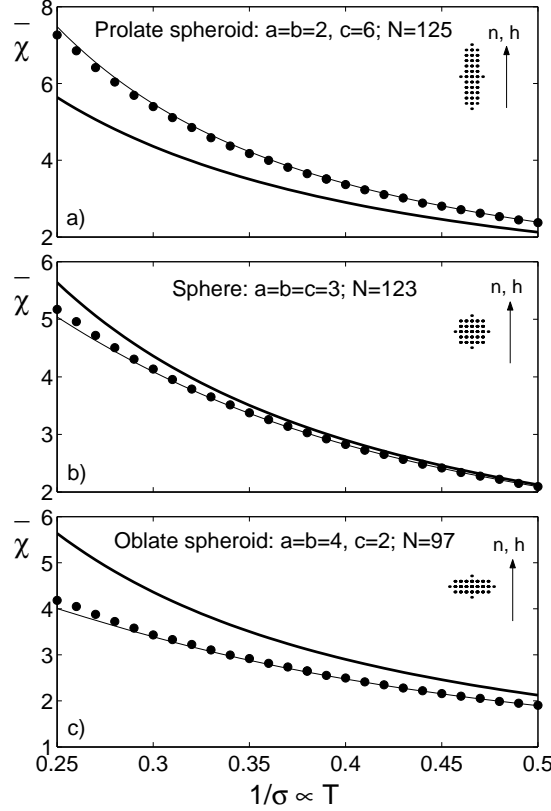 Prolate spheroid: a=b=2, c=6; N=125
n, h
χ̄
8
6
4
2
a)
Sphere: a=b=c=3; N=123
n, h
χ̄
6
5
4
3
2
b)
Oblate spheroid: a=b=4, c=2; N=97
n, h
χ̄
6
5
4
3
2
1
c)
0.25 0.3 0.35 0.4 0.45 0.5
1/σ ∝ T